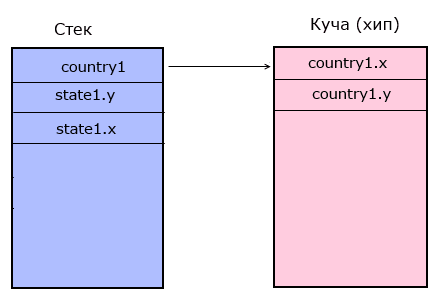 Стек
country1
state1.y
state1.x
Куча (хип)
country1.x
country1.y